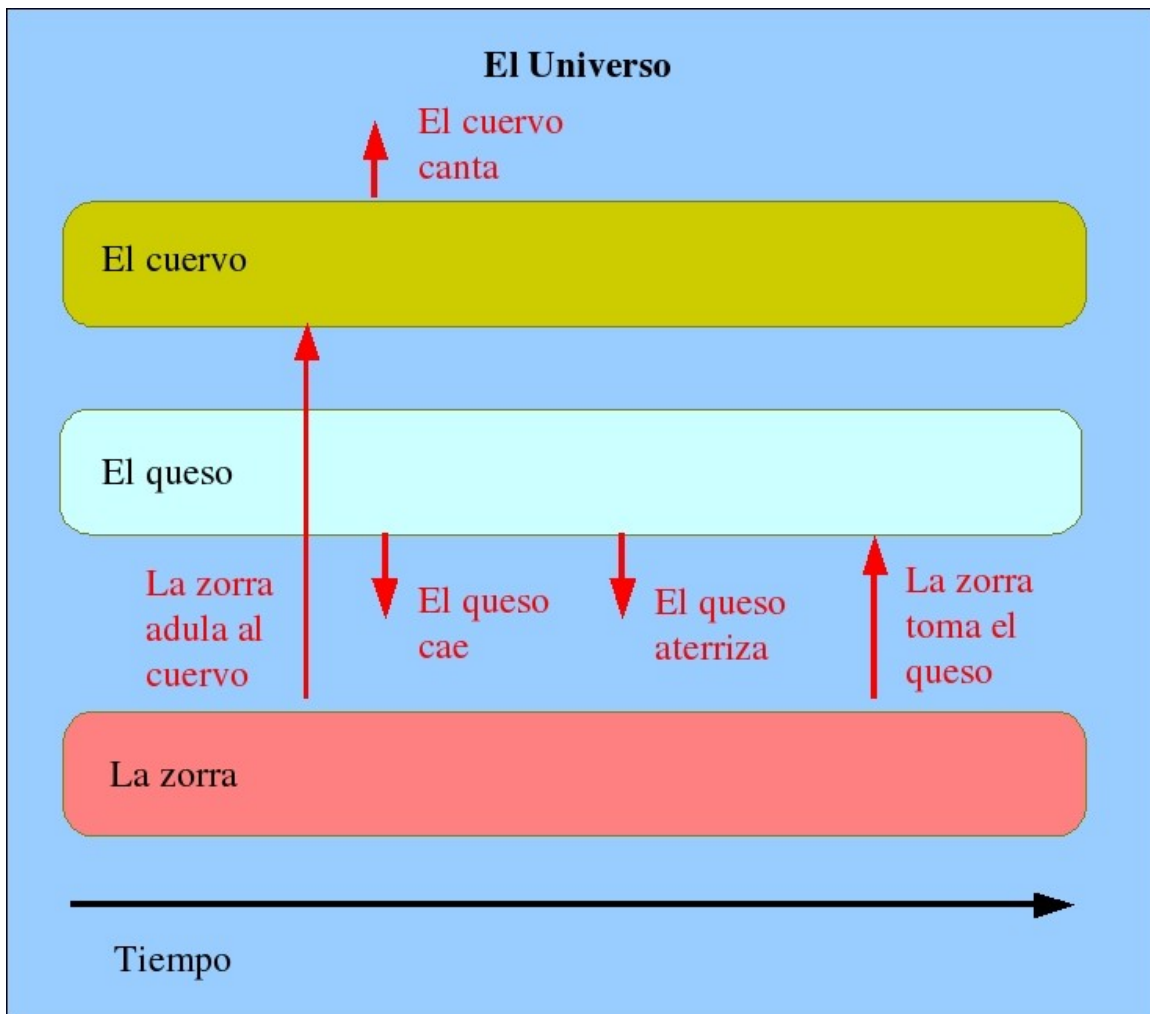 El Universo
El cuervo
canta
El cuervo
El queso
La zorra
adula al
cuervo
El queso
cae
El queso
aterriza
La zorra
toma el
queso
La zorra
Tiempo